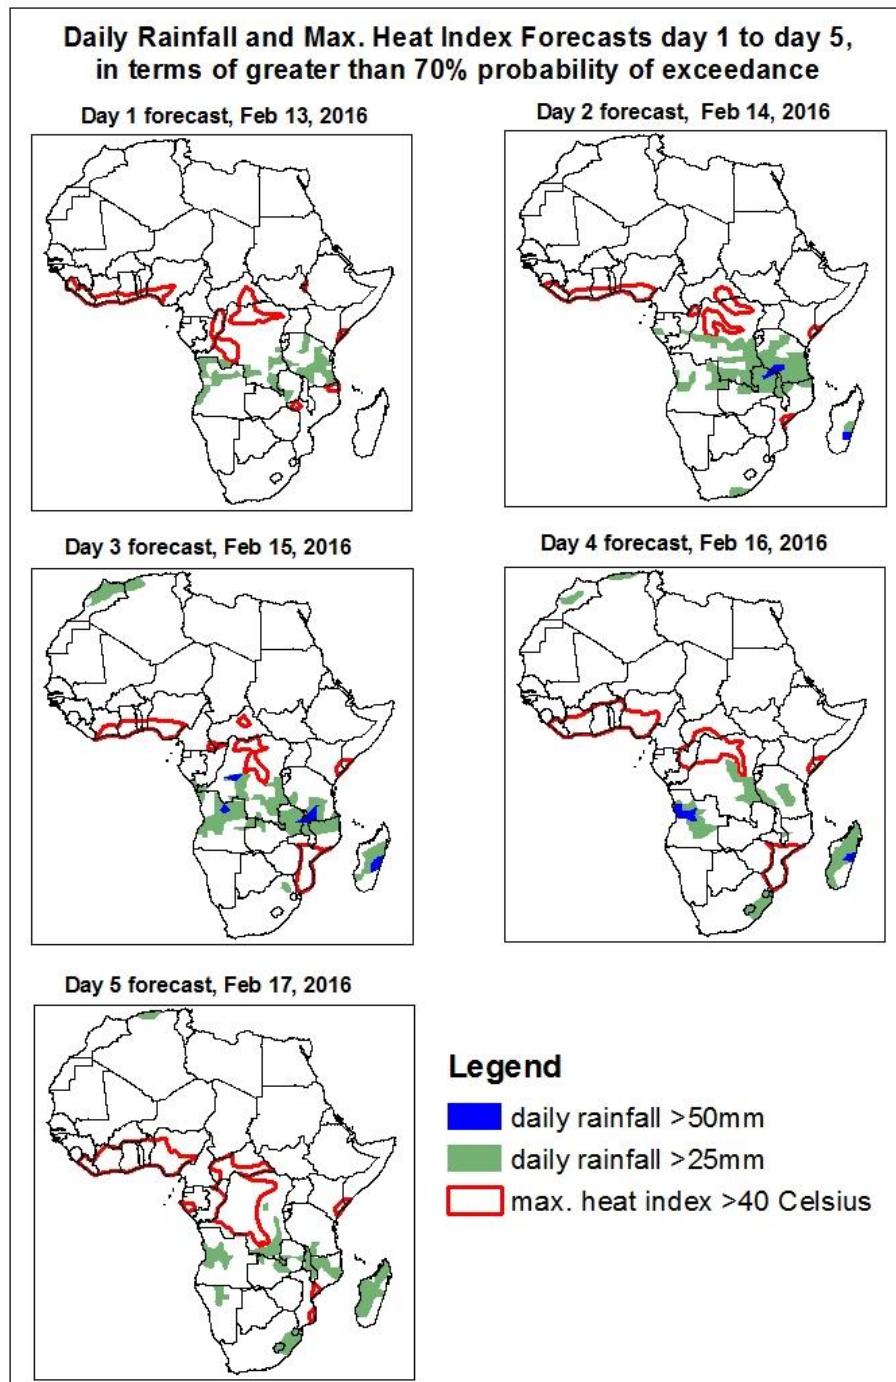 Daily Rainfall and Max. Heat Index Forecasts day 1 to day 5,
in terms of greater than 70% probability of exceedance
Day 1 forecast, Feb 13, 2016
Day 2 forecast, Feb 14, 2016
Day 3 forecast, Feb 15, 2016
Day 4 forecast, Feb 16, 2016
Day 5 forecast, Feb 17, 2016
Legend
daily rainfall >50mm
daily rainfall >25mm
max. heat index >40 Celsius